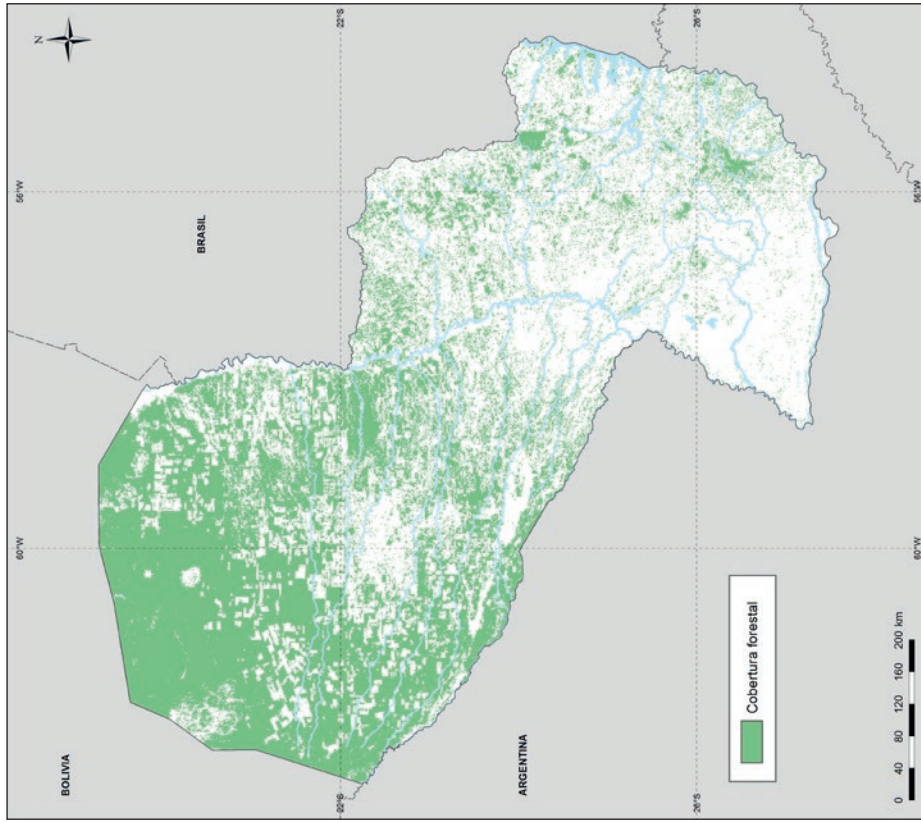 60°W 56°W
N
BOLIVIA
BRASIL
22°S 22°S
ARGENTINA
26°S 26°S
Cobertura forestal
0 40 80 120 160 200 km
60°W 56°W